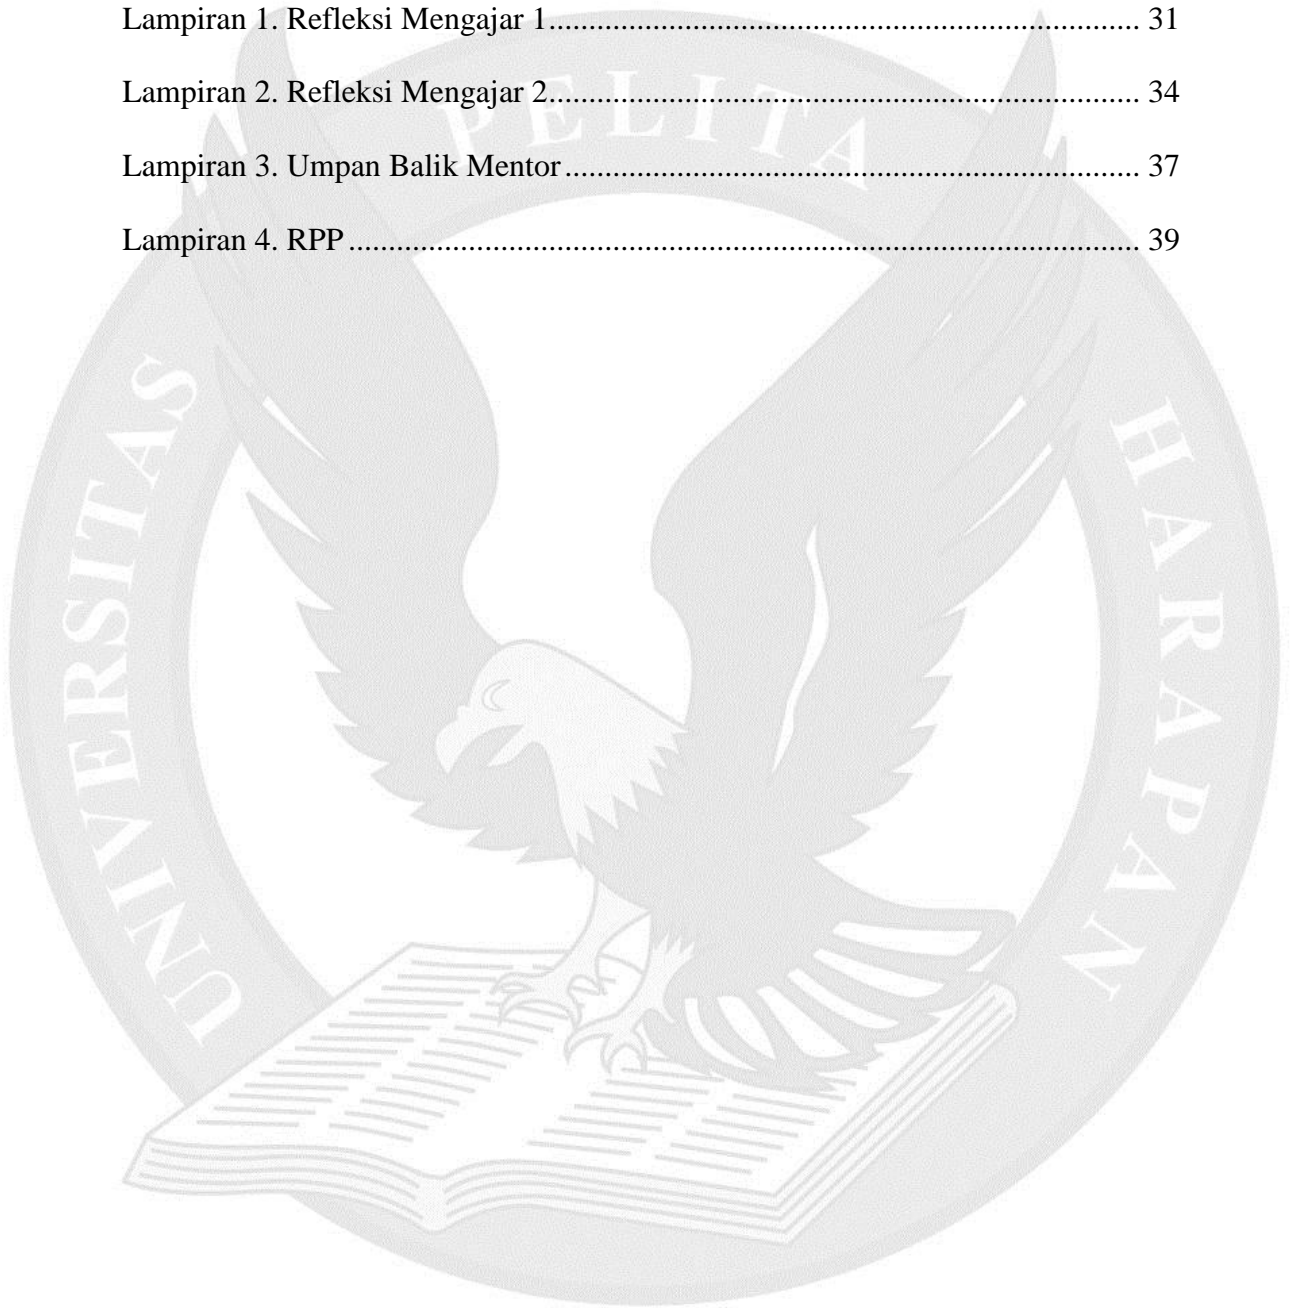 Lampiran 1. Refleksi Mengajar 1.......................................................................... 31
Lampiran 2. Refleksi Mengajar 2.......................................................................... 34
Lampiran 3. Umpan Balik Mentor........................................................................ 37
Lampiran 4. RPP................................................................................................... 39
UNIVERSITAS PELITA HARAPAN